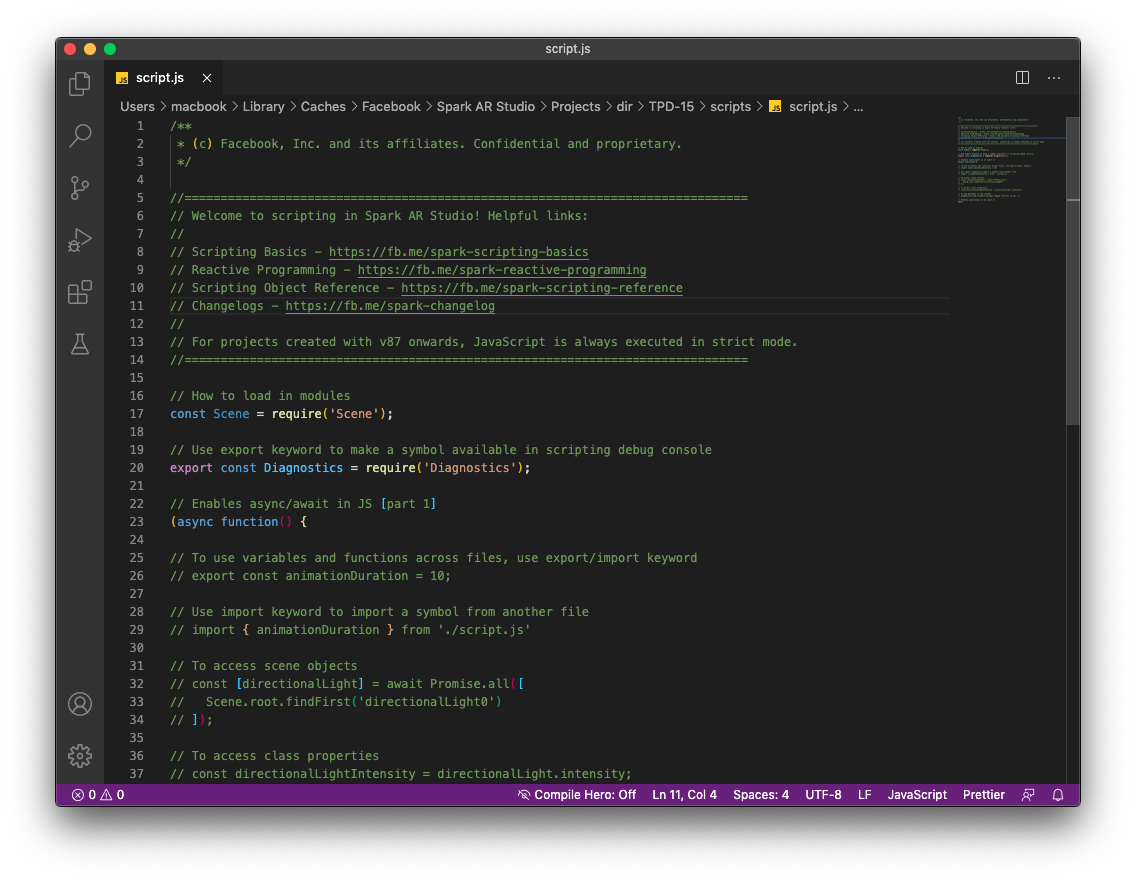 script.js
JS script.js ×
Users > macbook > Library > Caches > Facebook > Spark AR Studio > Projects > dir > TPD-15 > scripts > JS script.js > ...
1 /**
2  * (c) Facebook, Inc. and its affiliates. Confidential and proprietary.
3  */
4
5 //==============================================================================
6 // Welcome to scripting in Spark AR Studio! Helpful links:
7 //
8 // Scripting Basics - https://fb.me/spark-scripting-basics
9 // Reactive Programming - https://fb.me/spark-reactive-programming
10 // Scripting Object Reference - https://fb.me/spark-scripting-reference
11 // Changelogs - https://fb.me/spark-changelog
12 //
13 // For projects created with v87 onwards, JavaScript is always executed in strict mode.
14 //==============================================================================
15
16 // How to load in modules
17 const Scene = require('Scene');
18
19 // Use export keyword to make a symbol available in scripting debug console
20 export const Diagnostics = require('Diagnostics');
21
22 // Enables async/await in JS [part 1]
23 (async function() {
24
25 // To use variables and functions across files, use export/import keyword
26 // export const animationDuration = 10;
27
28 // Use import keyword to import a symbol from another file
29 // import { animationDuration } from './script.js'
30
31 // To access scene objects
32 // const [directionalLight] = await Promise.all([
33 //   Scene.root.findFirst('directionalLight0')
34 // ]);
35
36 // To access class properties
37 // const directionalLightIntensity = directionalLight.intensity;
0 0 Compile Hero: Off Ln 11, Col 4 Spaces: 4 UTF-8 LF JavaScript Prettier